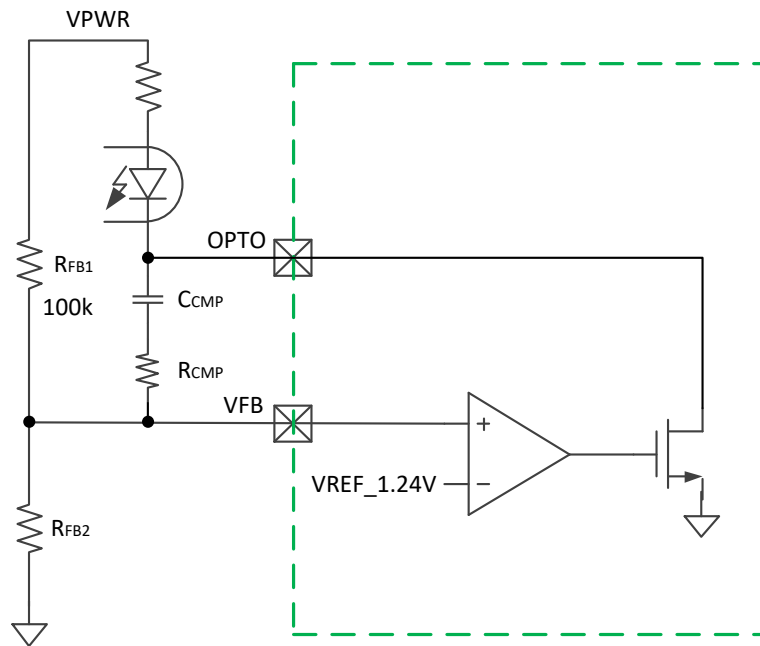 VPWR
OPTO
RFB1
100k
CCMP
RCMP
VFB
+
VREF_1.24V
−
RFB2